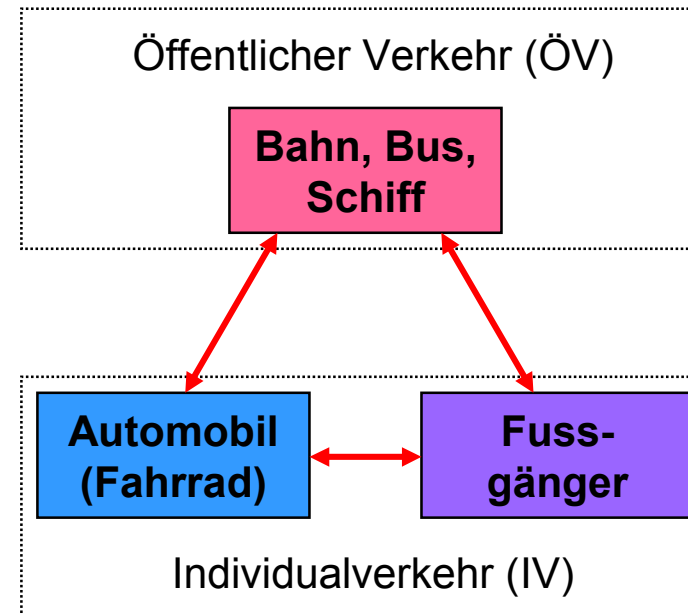 Öffentlicher Verkehr (ÖV)
Bahn, Bus,
Schiff
Automobil
(Fahrrad)
Fuss-
gänger
Individualverkehr (IV)